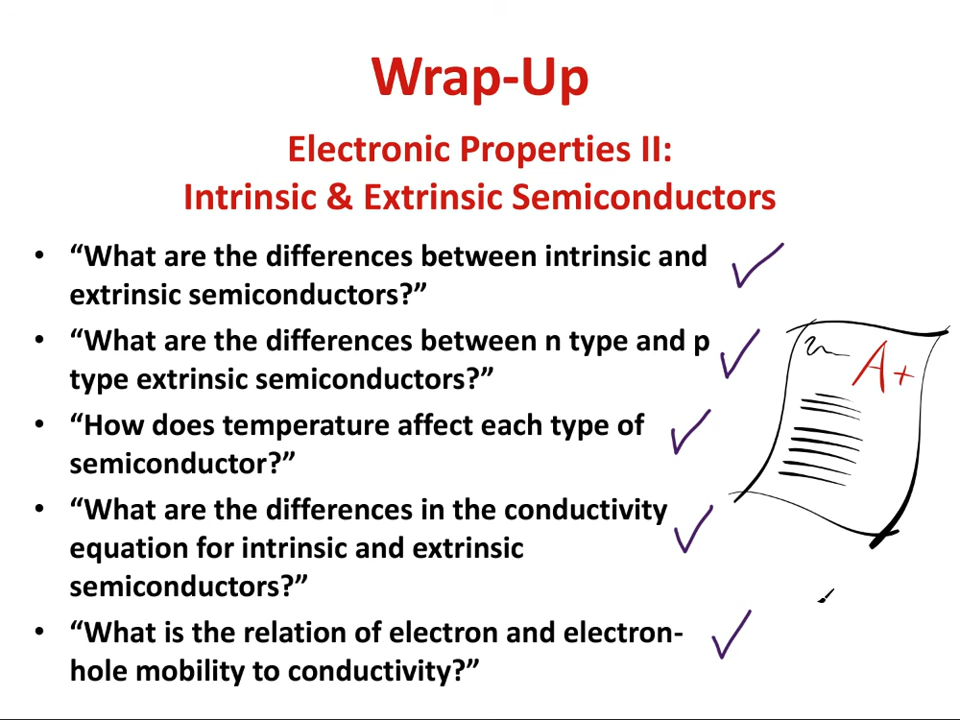 Wrap-Up
Electronic Properties II:
Intrinsic & Extrinsic Semiconductors
• “What are the differences between intrinsic and
extrinsic semiconductors?”
• “What are the differences between n type and p
type extrinsic semiconductors?”
• “How does temperature affect each type of
semiconductor?”
• “What are the differences in the conductivity
equation for intrinsic and extrinsic
semiconductors?”
• “What is the relation of electron and electron-
hole mobility to conductivity?”
A+